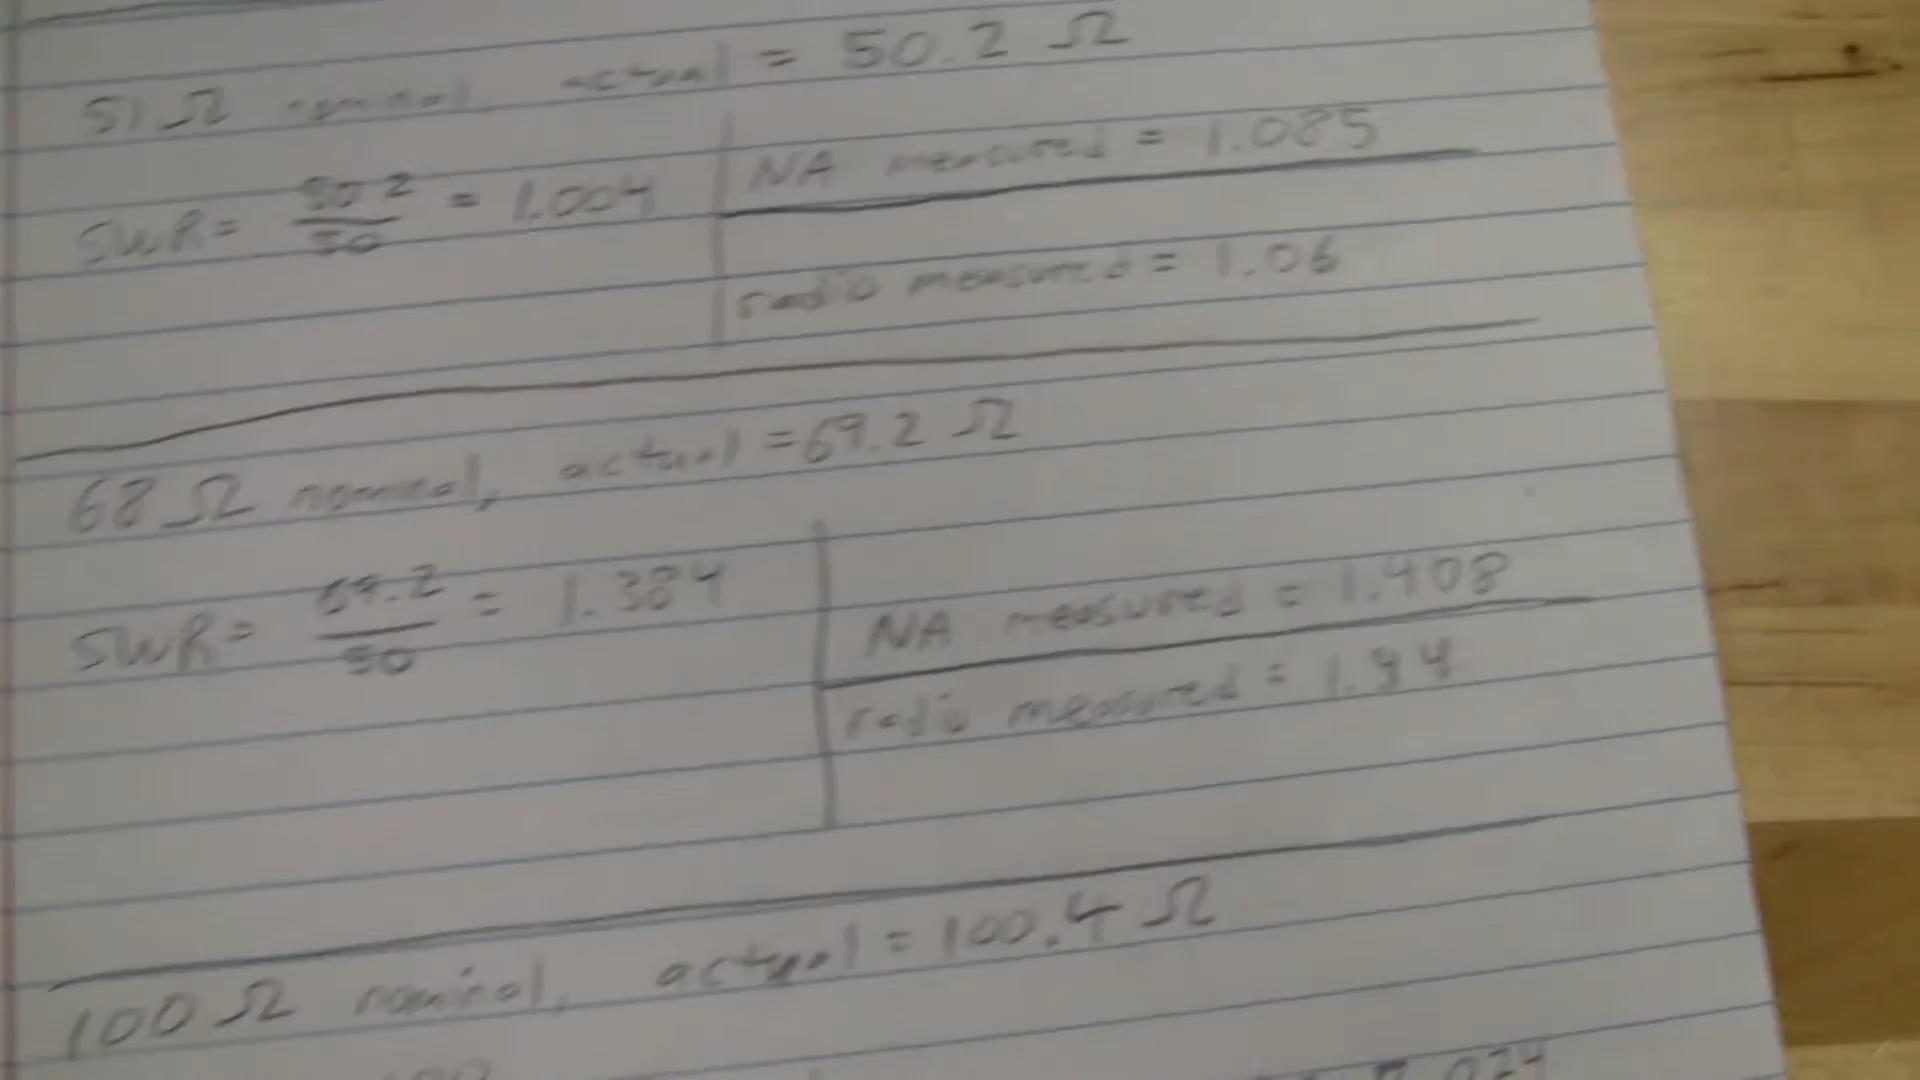 51 Ω nominal, actual = 50.2 Ω
SWR = 50.2 / 50 = 1.004
NA measured = 1.085
radio measured = 1.06
68 Ω nominal, actual = 69.2 Ω
SWR = 69.2 / 50 = 1.384
NA measured = 1.408
radio measured = 1.44
100 Ω nominal, actual = 100.4 Ω